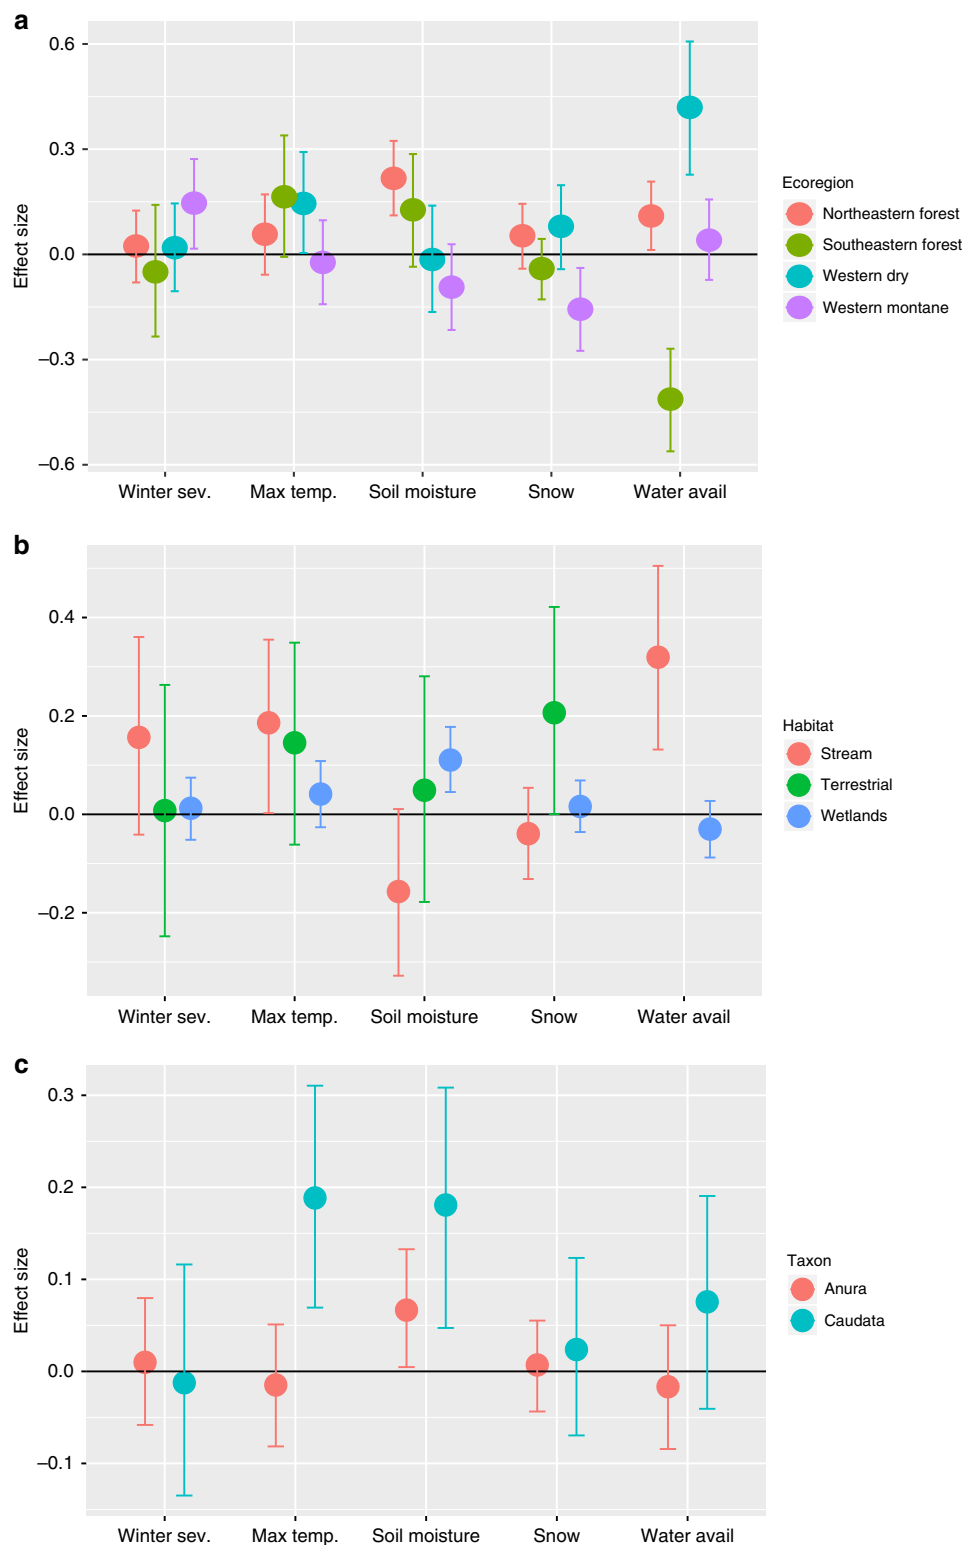 a
0.6
0.3
0.0
–0.3
–0.6
Effect size
Winter sev. Max temp. Soil moisture Snow Water avail
Ecoregion
Northeastern forest
Southeastern forest
Western dry
Western montane
b
0.4
0.2
0.0
–0.2
Effect size
Winter sev. Max temp. Soil moisture Snow Water avail
Habitat
Stream
Terrestrial
Wetlands
c
0.3
0.2
0.1
0.0
–0.1
Effect size
Winter sev. Max temp. Soil moisture Snow Water avail
Taxon
Anura
Caudata